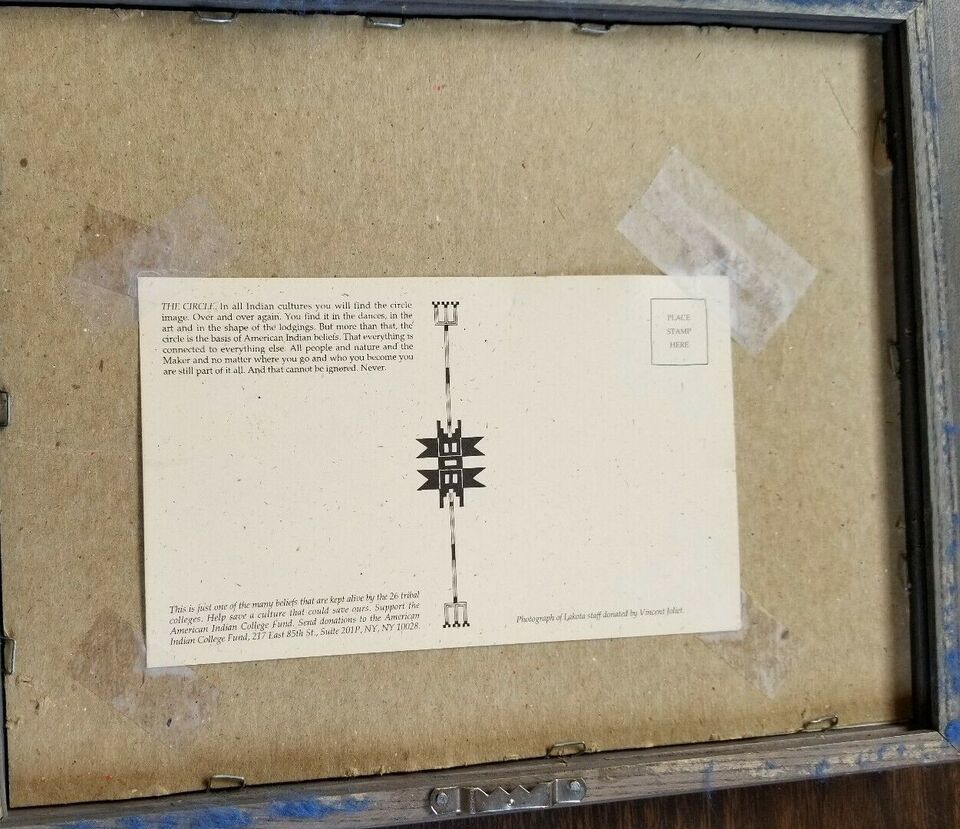 THE CIRCLE. In all Indian cultures you will find the circle
image. Over and over again. You find it in the dances, in the
art and in the shape of the lodgings. But more than that, the
circle is the basis of American Indian beliefs. That everything is
connected to everything else. All people and nature and the
Maker and no matter where you go and who you become you
are still part of it all. And that cannot be ignored. Never.
PLACE
STAMP
HERE
This is just one of the many beliefs that are kept alive by the 26 tribal
colleges. Help save a culture that could save ours. Support the
American Indian College Fund. Send donations to the American
Indian College Fund, 217 East 85th St., Suite 201P, NY, NY 10028.
Photograph of Lakota staff donated by Vincent Joliet.